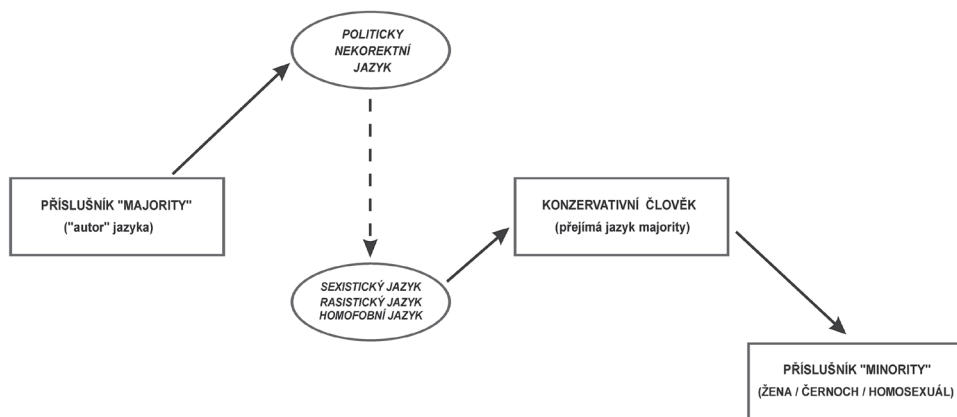 POLITICKY
NEKOREKTNÍ
JAZYK
PŘÍSLUŠNÍK "MAJORITY"
("autor" jazyka)
KONZERVATIVNÍ ČLOVĚK
(přejímá jazyk majority)
SEXISTICKÝ JAZYK
RASISTICKÝ JAZYK
HOMOFOBNÍ JAZYK
PŘÍSLUŠNÍK "MINORITY"
(ŽENA / ČERNOCH / HOMOSEXUÁL)